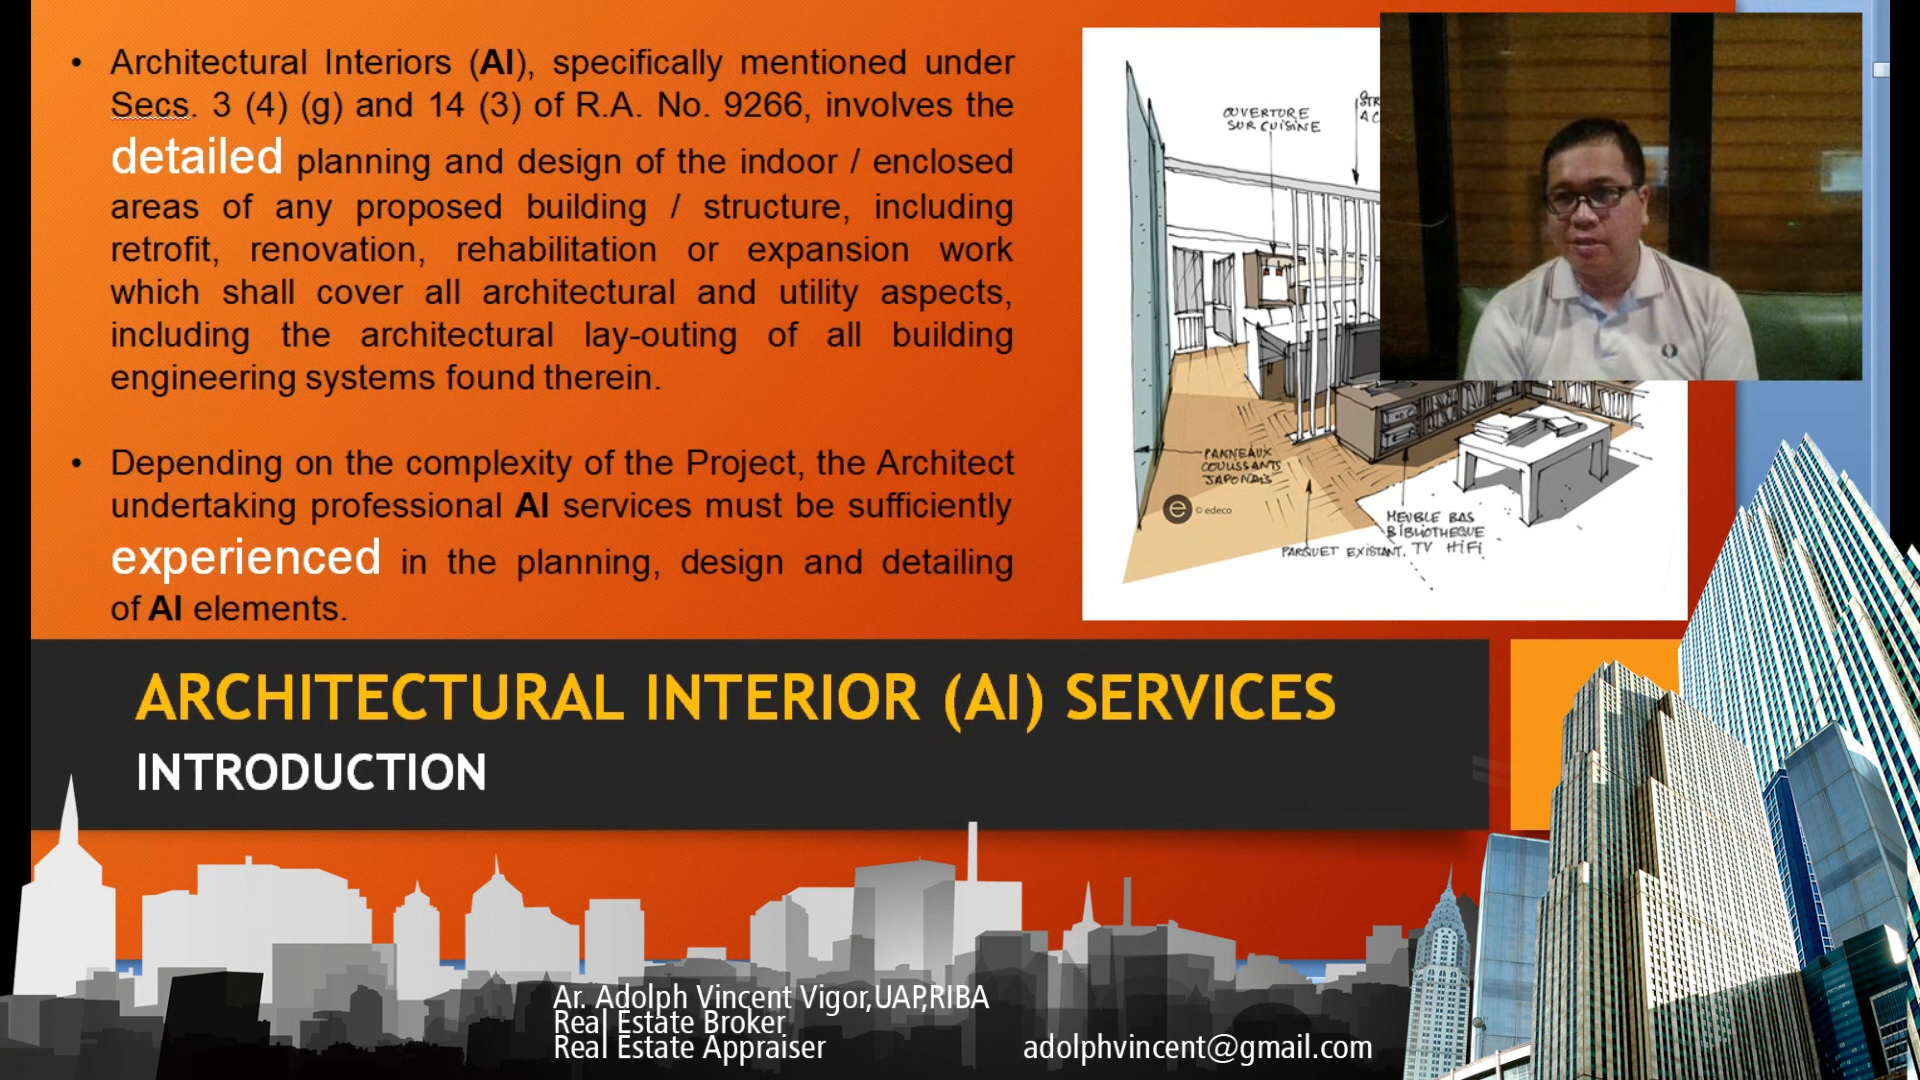 • Architectural Interiors (AI), specifically mentioned under
Secs. 3 (4) (g) and 14 (3) of R.A. No. 9266, involves the
detailed planning and design of the indoor / enclosed
areas of any proposed building / structure, including
retrofit, renovation, rehabilitation or expansion work
which shall cover all architectural and utility aspects,
including the architectural lay-outing of all building
engineering systems found therein.
• Depending on the complexity of the Project, the Architect
undertaking professional AI services must be sufficiently
experienced in the planning, design and detailing
of AI elements.
OUVERTURE
SUR CUISINE
PANNEAUX
COULISSANTS
JAPONAIS
e © edeco
MEUBLE BAS
BIBLIOTHEQUE
TV HIFI
PARQUET EXISTANT.
ARCHITECTURAL INTERIOR (AI) SERVICES
INTRODUCTION
Ar. Adolph Vincent Vigor,UAP,RIBA
Real Estate Broker
Real Estate Appraiser
adolphvincent@gmail.com